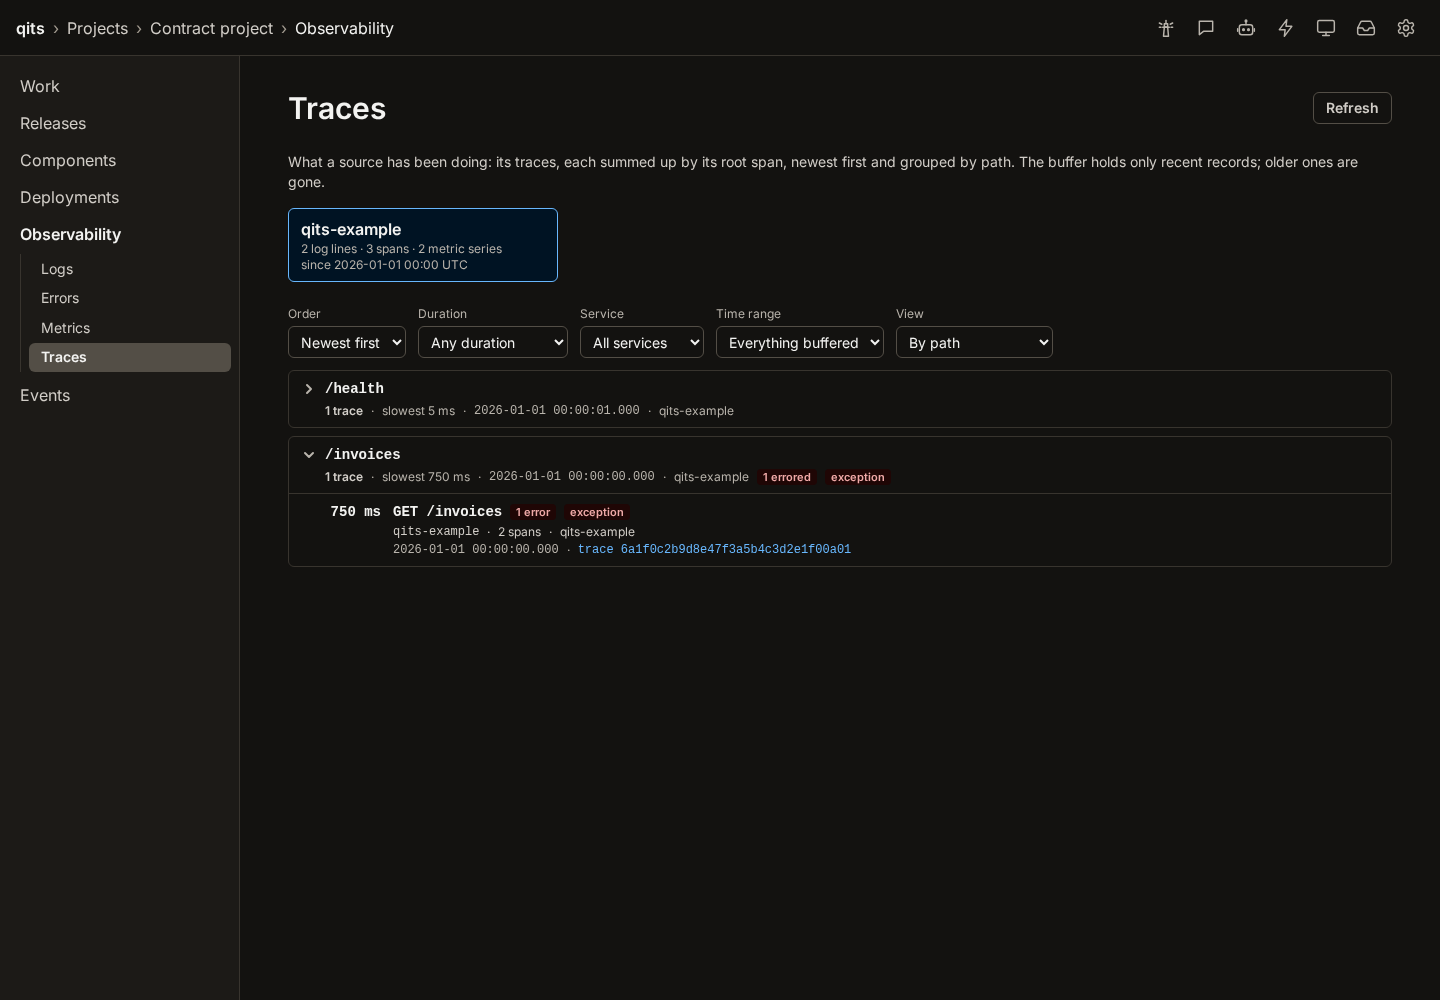 qits › Projects › Contract project › Observability
Work
Releases
Components
Deployments
Observability
Logs
Errors
Metrics
Traces
Events
Traces
Refresh
What a source has been doing: its traces, each summed up by its root span, newest first and grouped by path. The buffer holds only recent records; older ones are
gone.
qits-example
2 log lines · 3 spans · 2 metric series
since 2026-01-01 00:00 UTC
Order Duration Service Time range View
Newest first Any duration All services Everything buffered By path
/health
1 trace · slowest 5 ms · 2026-01-01 00:00:01.000 · qits-example
/invoices
1 trace · slowest 750 ms · 2026-01-01 00:00:00.000 · qits-example 1 errored exception
750 ms GET /invoices 1 error exception
qits-example · 2 spans · qits-example
2026-01-01 00:00:00.000 · trace 6a1f0c2b9d8e47f3a5b4c3d2e1f00a01